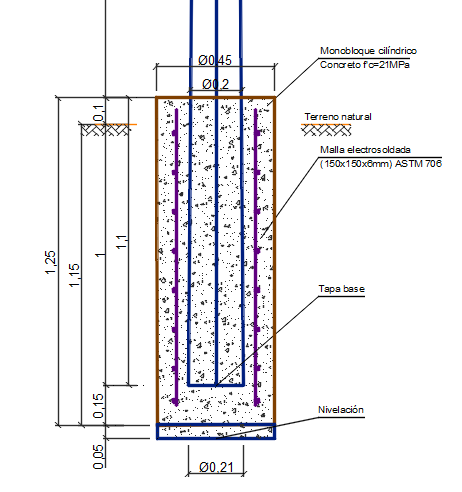 Ø0,45
Monobloque cilíndrico
Concreto f'c=21MPa
Ø0,2
0,1
Terreno natural
Malla electrosoldada
(150x150x6mm) ASTM 706
1,25
1,15
1
1,1
Tapa base
0,15
Nivelación
0,05
Ø0,21